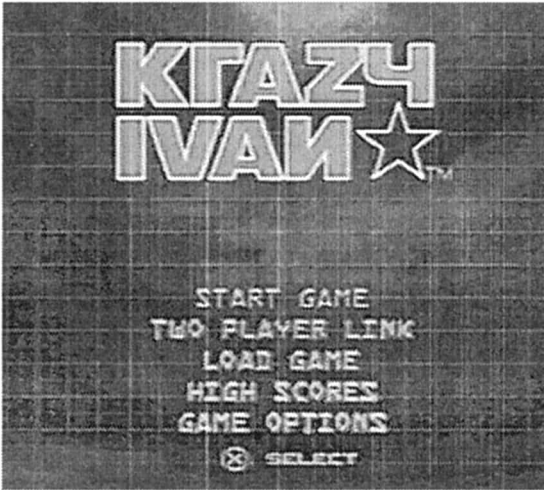 KГAZЧ
IVAИ☆™
START GAME
TWO PLAYER LINK
LOAD GAME
HIGH SCORES
GAME OPTIONS
ⓧ SELECT